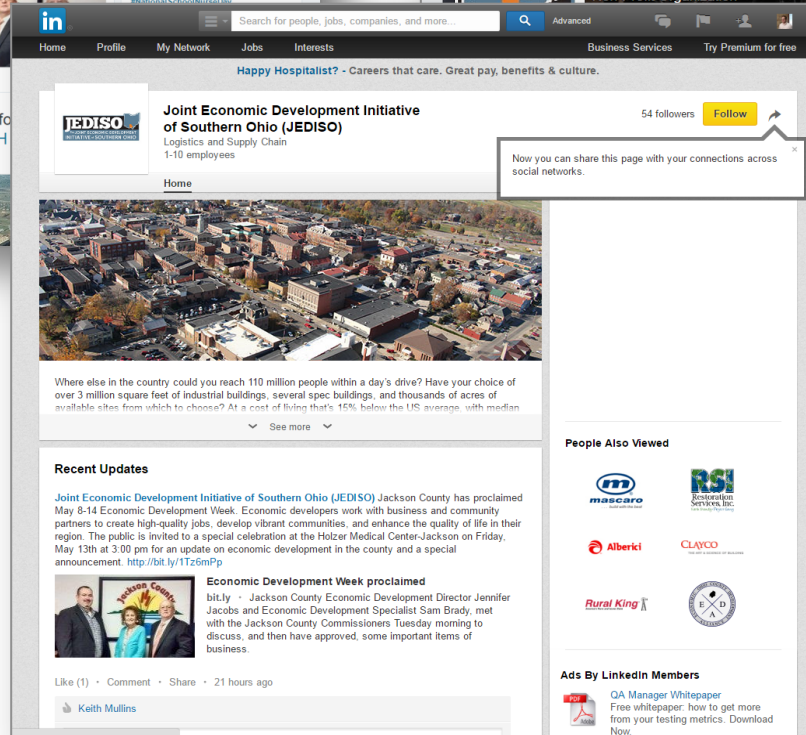 in
Search for people, jobs, companies, and more...
Advanced
Home Profile My Network Jobs Interests Business Services Try Premium for free
Happy Hospitalist? - Careers that care. Great pay, benefits & culture.
JEDISO
JOINT ECONOMIC DEVELOPMENT
INITIATIVE OF SOUTHERN OHIO
Joint Economic Development Initiative
of Southern Ohio (JEDISO)
Logistics and Supply Chain
1-10 employees
54 followers
Follow
Now you can share this page with your connections across
social networks.
Home
Where else in the country could you reach 110 million people within a day's drive? Have your choice of
over 3 million square feet of industrial buildings, several spec buildings, and thousands of acres of
available sites from which to choose? At a cost of living that's 15% below the US average, with median
See more
Recent Updates
Joint Economic Development Initiative of Southern Ohio (JEDISO) Jackson County has proclaimed
May 8-14 Economic Development Week. Economic developers work with business and community
partners to create high-quality jobs, develop vibrant communities, and enhance the quality of life in their
region. The public is invited to a special celebration at the Holzer Medical Center-Jackson on Friday,
May 13th at 3:00 pm for an update on economic development in the county and a special
announcement. http://bit.ly/1Tz6mPp
Jackson County
Economic Development Week proclaimed
bit.ly · Jackson County Economic Development Director Jennifer
Jacobs and Economic Development Specialist Sam Brady, met
with the Jackson County Commissioners Tuesday morning to
discuss, and then have approved, some important items of
business.
Like (1) · Comment · Share · 21 hours ago
Keith Mullins
People Also Viewed
m
mascaro
RSI
Restoration
Services, Inc.
Alberici
CLAYCO
Rural King
E D
A
Ads By LinkedIn Members
PDF
Adobe
QA Manager Whitepaper
Free whitepaper: how to get more
from your testing metrics. Download
Now.